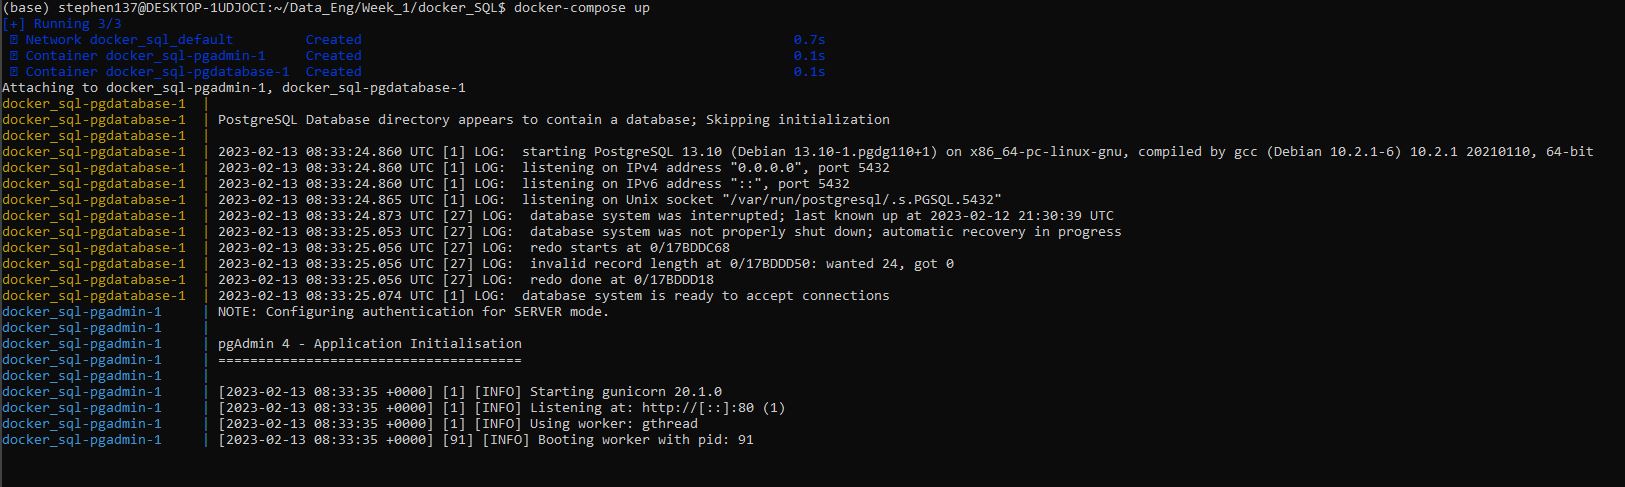 (base) stephen137@DESKTOP-1UDJOCI:~/Data_Eng/Week_1/docker_SQL$ docker-compose up
[+] Running 3/3
Network docker_sql_default Created 0.7s
Container docker_sql-pgadmin-1 Created 0.1s
Container docker_sql-pgdatabase-1 Created 0.1s
Attaching to docker_sql-pgadmin-1, docker_sql-pgdatabase-1
docker_sql-pgdatabase-1 |
docker_sql-pgdatabase-1 | PostgreSQL Database directory appears to contain a database; Skipping initialization
docker_sql-pgdatabase-1 |
docker_sql-pgdatabase-1 | 2023-02-13 08:33:24.860 UTC [1] LOG: starting PostgreSQL 13.10 (Debian 13.10-1.pgdg110+1) on x86_64-pc-linux-gnu, compiled by gcc (Debian 10.2.1-6) 10.2.1 20210110, 64-bit
docker_sql-pgdatabase-1 | 2023-02-13 08:33:24.860 UTC [1] LOG: listening on IPv4 address "0.0.0.0", port 5432
docker_sql-pgdatabase-1 | 2023-02-13 08:33:24.860 UTC [1] LOG: listening on IPv6 address "::", port 5432
docker_sql-pgdatabase-1 | 2023-02-13 08:33:24.865 UTC [1] LOG: listening on Unix socket "/var/run/postgresql/.s.PGSQL.5432"
docker_sql-pgdatabase-1 | 2023-02-13 08:33:24.873 UTC [27] LOG: database system was interrupted; last known up at 2023-02-12 21:30:39 UTC
docker_sql-pgdatabase-1 | 2023-02-13 08:33:25.053 UTC [27] LOG: database system was not properly shut down; automatic recovery in progress
docker_sql-pgdatabase-1 | 2023-02-13 08:33:25.056 UTC [27] LOG: redo starts at 0/17BDDC68
docker_sql-pgdatabase-1 | 2023-02-13 08:33:25.056 UTC [27] LOG: invalid record length at 0/17BDDD50: wanted 24, got 0
docker_sql-pgdatabase-1 | 2023-02-13 08:33:25.056 UTC [27] LOG: redo done at 0/17BDDD18
docker_sql-pgdatabase-1 | 2023-02-13 08:33:25.074 UTC [1] LOG: database system is ready to accept connections
docker_sql-pgadmin-1 | NOTE: Configuring authentication for SERVER mode.
docker_sql-pgadmin-1 |
docker_sql-pgadmin-1 | pgAdmin 4 - Application Initialisation
docker_sql-pgadmin-1 | ======================================
docker_sql-pgadmin-1 |
docker_sql-pgadmin-1 | [2023-02-13 08:33:35 +0000] [1] [INFO] Starting gunicorn 20.1.0
docker_sql-pgadmin-1 | [2023-02-13 08:33:35 +0000] [1] [INFO] Listening at: http://[::]:80 (1)
docker_sql-pgadmin-1 | [2023-02-13 08:33:35 +0000] [1] [INFO] Using worker: gthread
docker_sql-pgadmin-1 | [2023-02-13 08:33:35 +0000] [91] [INFO] Booting worker with pid: 91